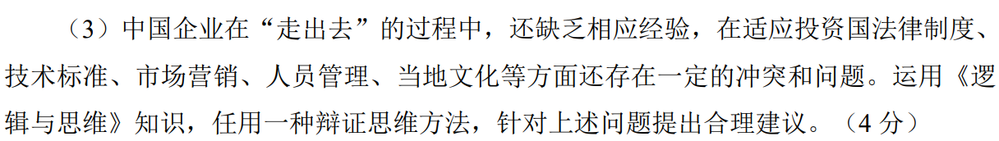 （3）中国企业在“走出去”的过程中，还缺乏相应经验，在适应投资国法律制度、
技术标准、市场营销、人员管理、当地文化等方面还存在一定的冲突和问题。运用《逻
辑与思维》知识，任用一种辩证思维方法，针对上述问题提出合理建议。（4 分）